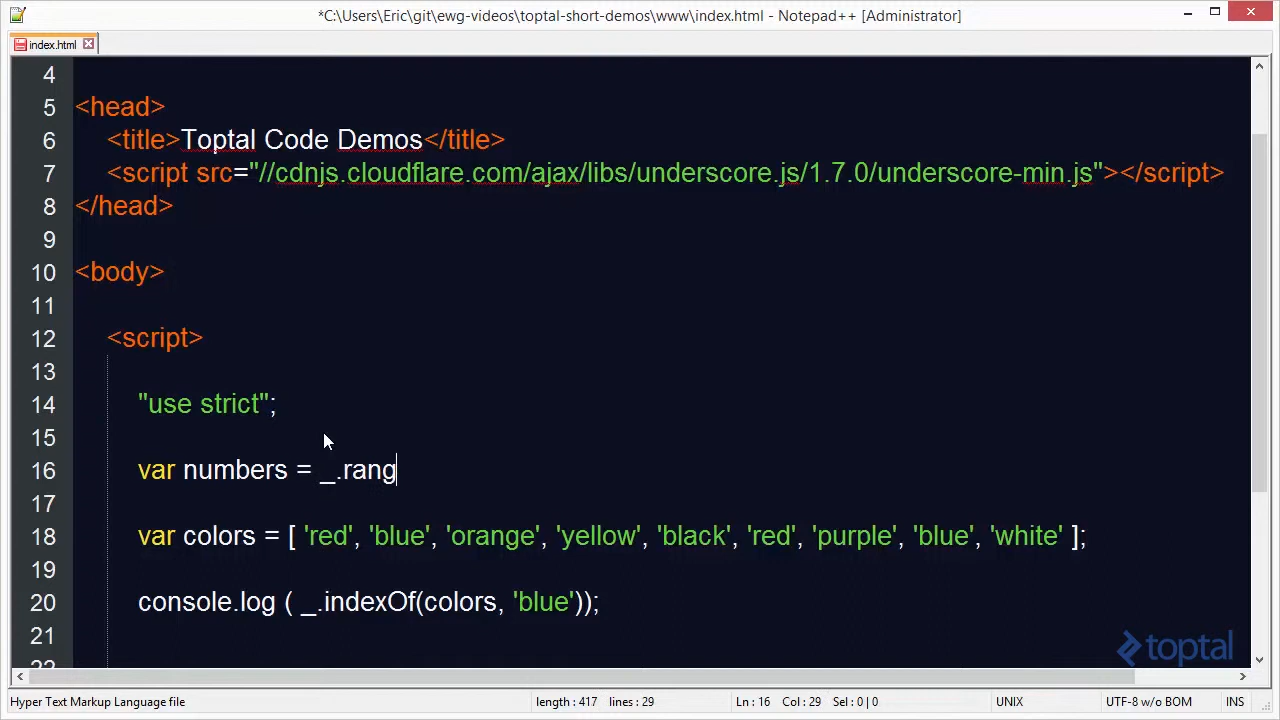 *C:\Users\Eric\git\ewg-videos\toptal-short-demos\www\index.html - Notepad++ [Administrator]
index.html
4
5 <head>
6 <title>Toptal Code Demos</title>
7 <script src="//cdnjs.cloudflare.com/ajax/libs/underscore.js/1.7.0/underscore-min.js"></script>
8 </head>
9
10 <body>
11
12 <script>
13
14 "use strict";
15
16 var numbers = _.rang
17
18 var colors = [ 'red', 'blue', 'orange', 'yellow', 'black', 'red', 'purple', 'blue', 'white' ];
19
20 console.log ( _.indexOf(colors, 'blue'));
21
22
toptal
Hyper Text Markup Language file length : 417 lines : 29 Ln : 16 Col : 29 Sel : 0 | 0 UNIX UTF-8 w/o BOM INS